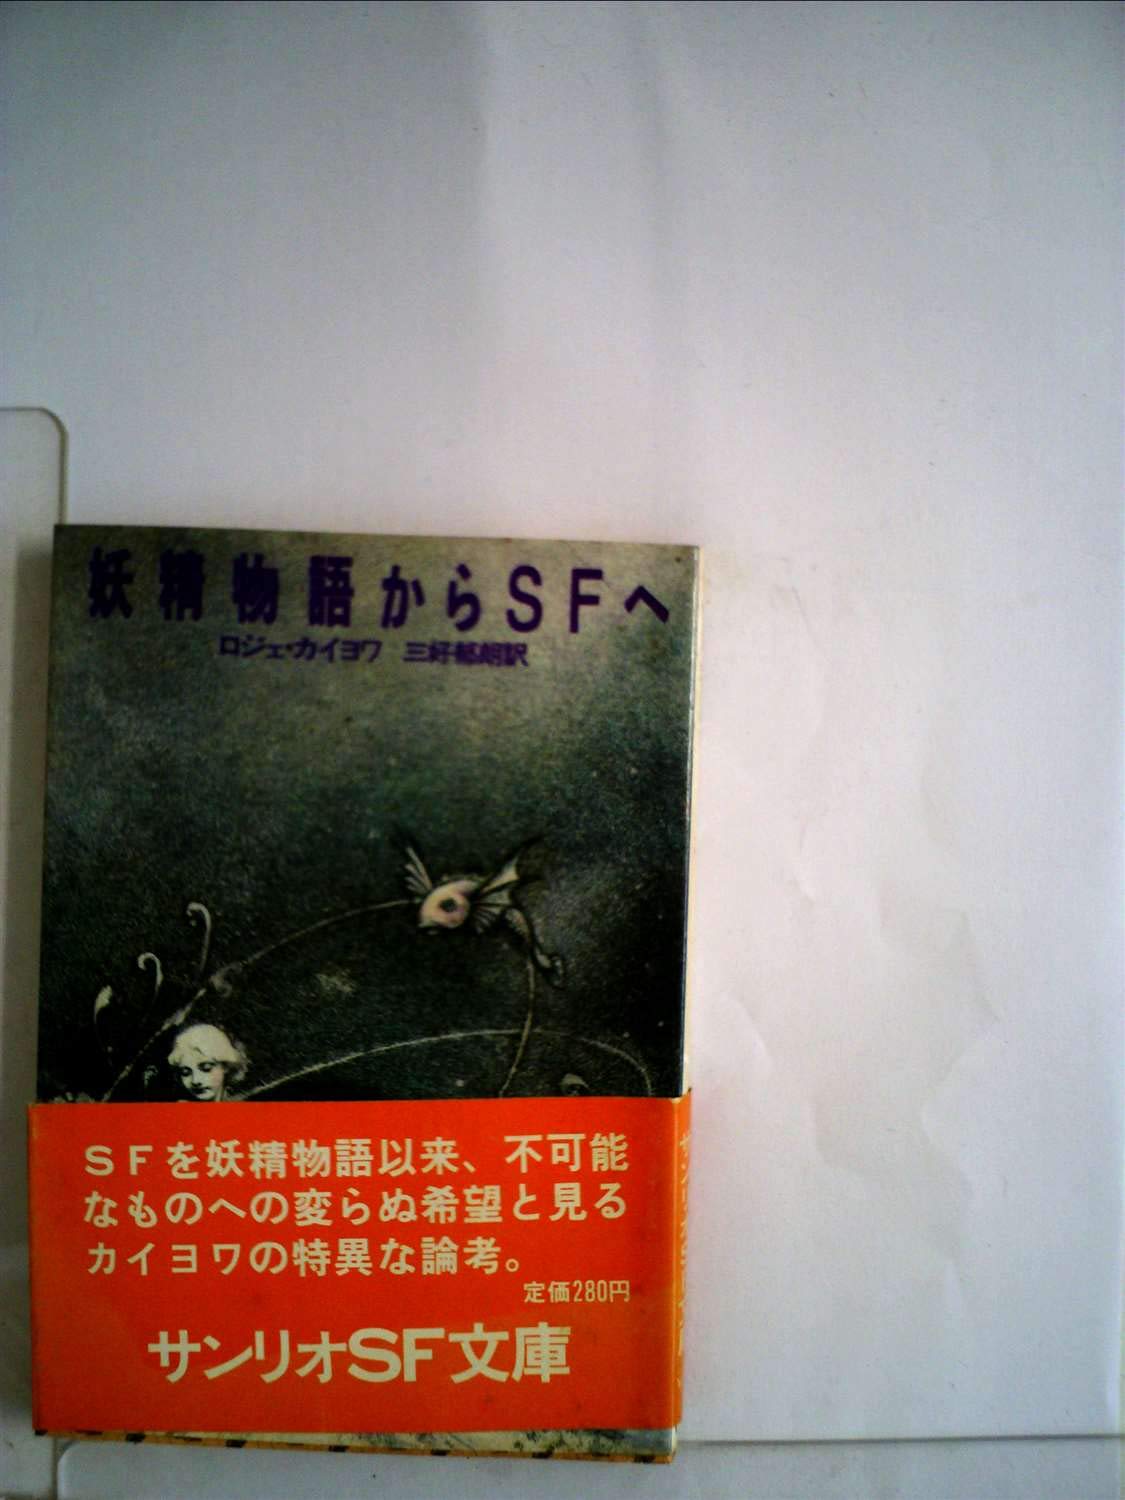 妖精物語からSFへ
ロジェ・カイヨワ 三好郁朗訳
SFを妖精物語以来、不可能
なものへの変らぬ希望と見る
カイヨワの特異な論考。
定価280円
サンリオSF文庫